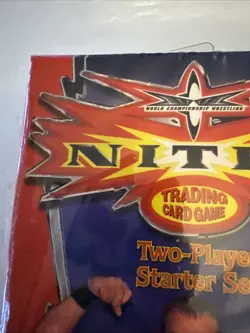 WORLD CHAMPIONSHIP WRESTLING
NIT
TRADING
CARD GAME
Two-Playe
Starter Se